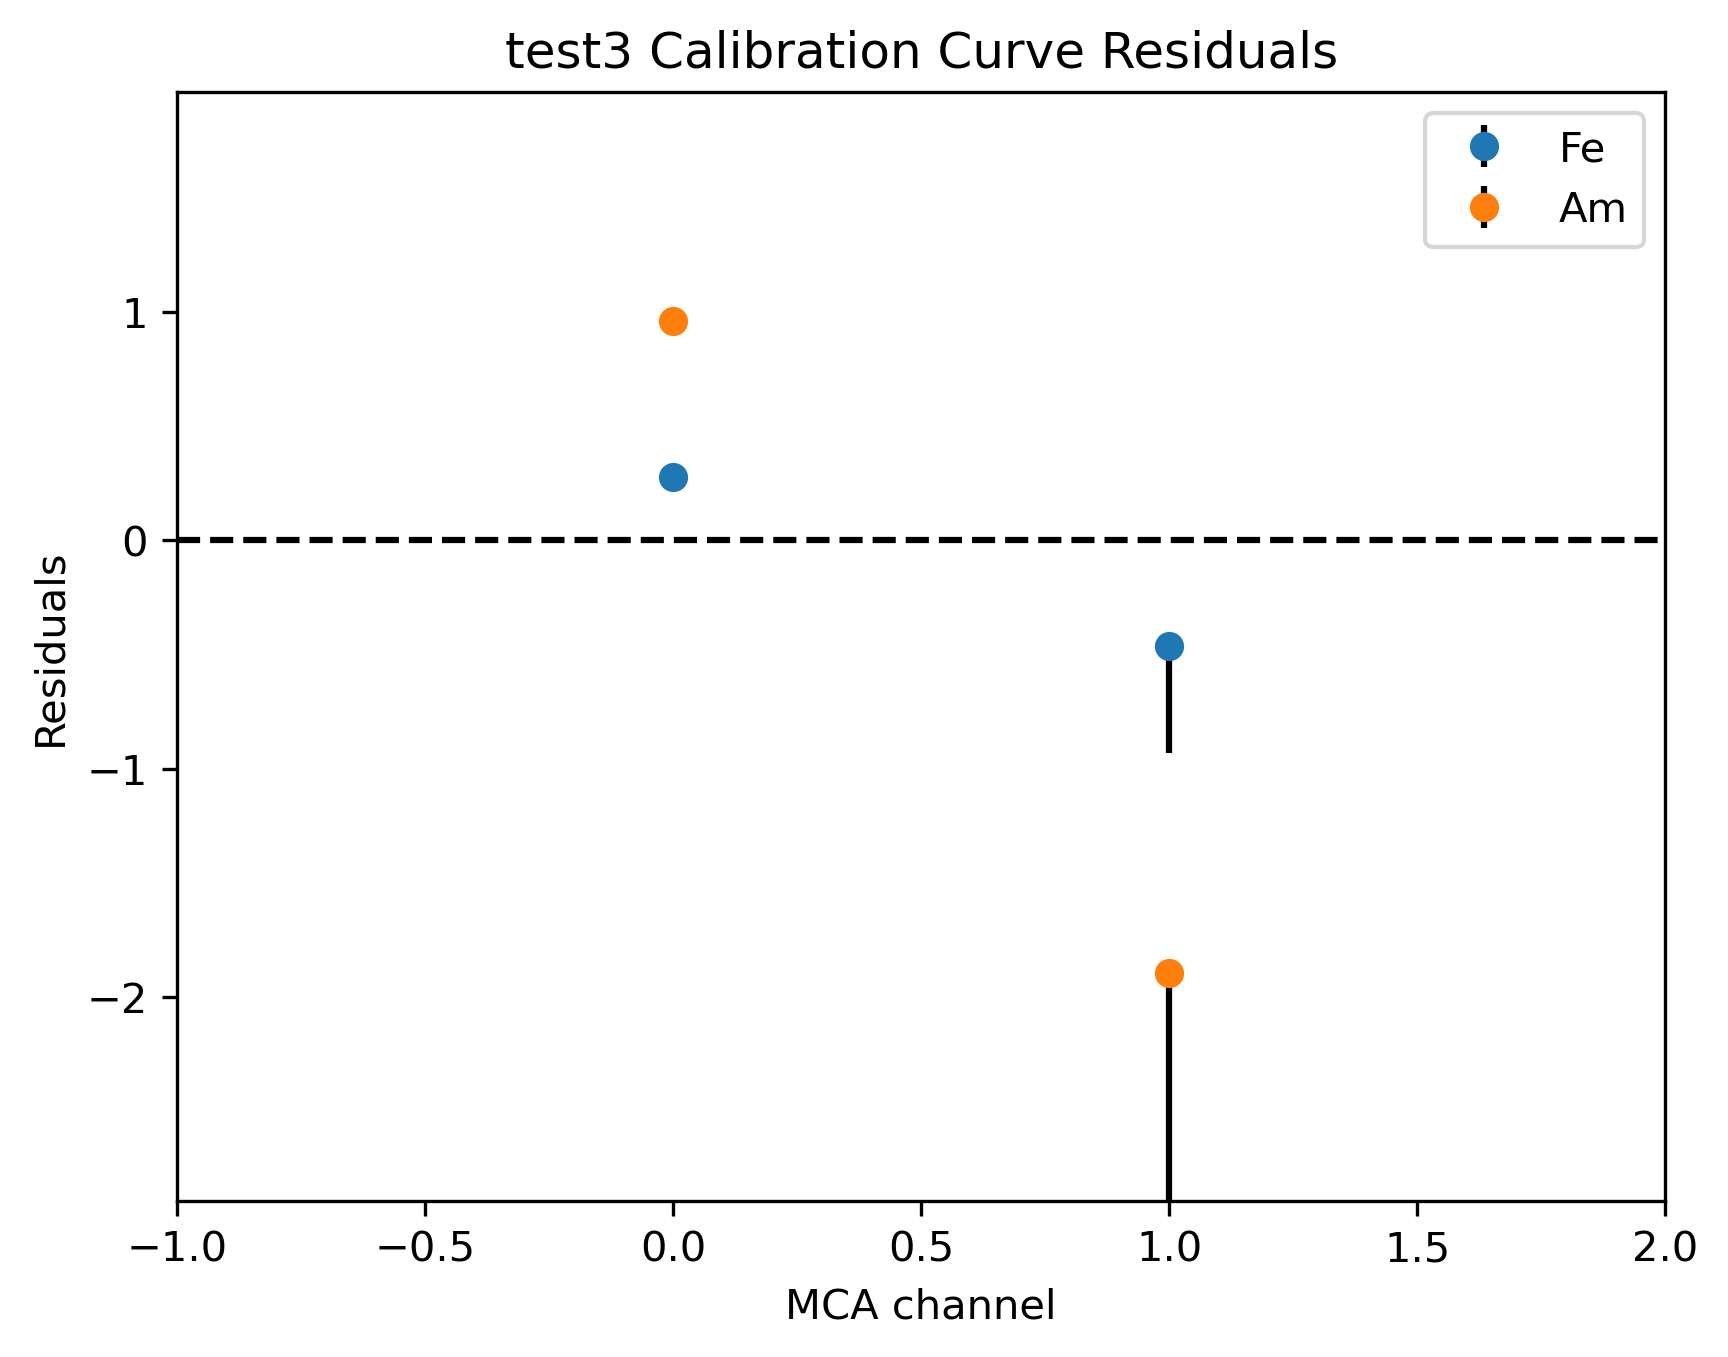 test3 Calibration Curve Residuals
Fe
Am
1
0
−1
−2
Residuals
−1.0 −0.5 0.0 0.5 1.0 1.5 2.0
MCA channel